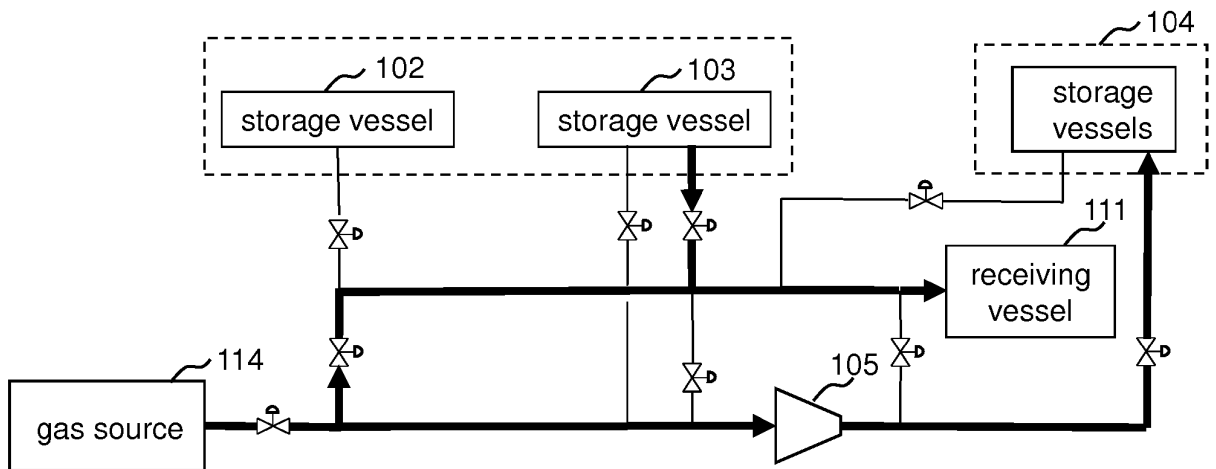 104
102
103
storage vessel
storage vessel
storage
vessels
111
receiving
vessel
114
105
gas source